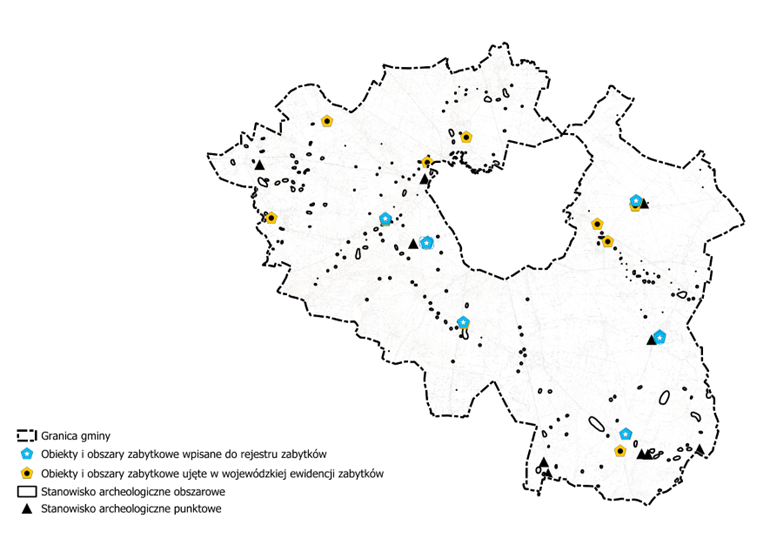 Granica gminy
Obiekty i obszary zabytkowe wpisane do rejestru zabytków
Obiekty i obszary zabytkowe ujęte w wojewódzkiej ewidencji zabytków
Stanowisko archeologiczne obszarowe
Stanowisko archeologiczne punktowe